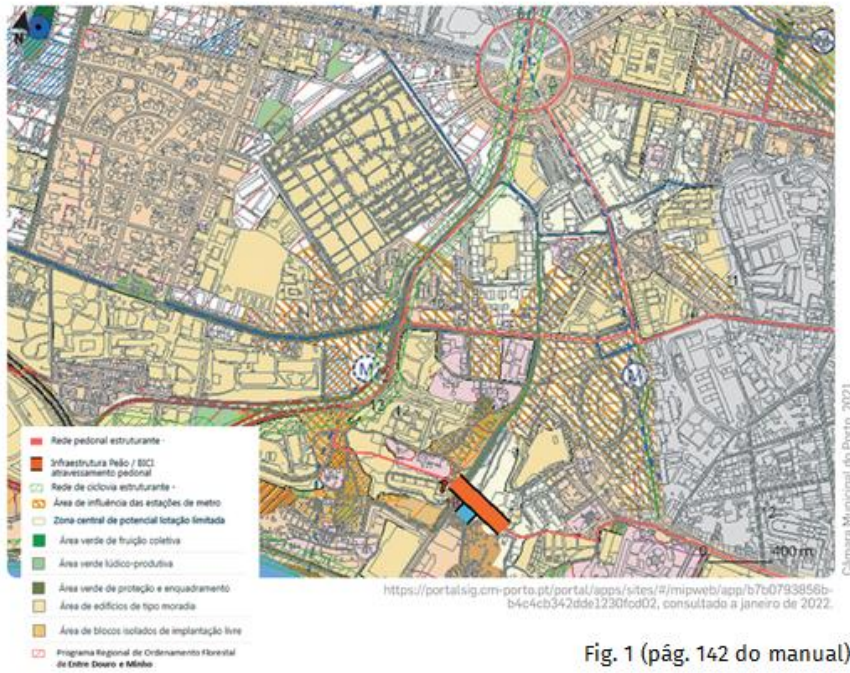 N
M
M
12
Rede pedonal estruturante -
Infraestrutura Peão / BICI
atravessamento pedonal
Rede de ciclovia estruturante -
Área de influência das estações de metro
Zona central de potencial lotação limitada
Área verde de fruição coletiva
Área verde lúdico-produtiva
Área verde de proteção e enquadramento
Área de edifícios de tipo moradia
Área de blocos isolados de implantação livre
Programa Regional de Ordenamento Florestal
de Entre Douro e Minho
0 400 m
Câmara Municipal do Porto, 2021
https://portalsig.cm-porto.pt/portal/apps/sites/#/mipweb/app/b7b0793856b-
b4c4cb342dde1230fcd02, consultado a janeiro de 2022.
Fig. 1 (pág. 142 do manual)